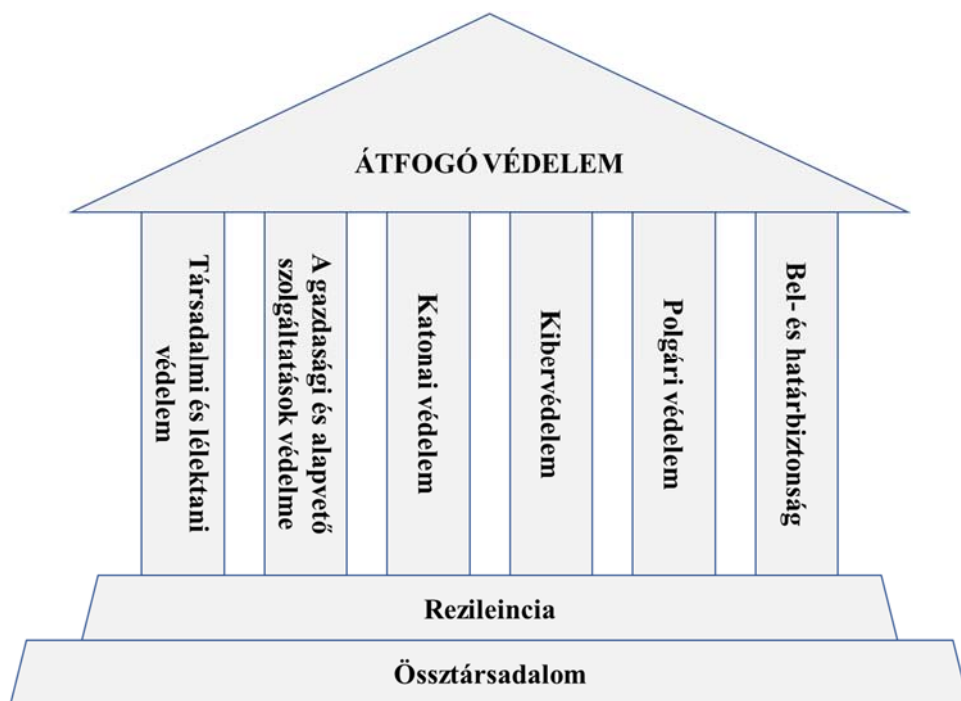 ÁTFOGÓ VÉDELEM
Társadalmi és lélektani
védelem
A gazdasági és alapvető
szolgáltatások védelme
Katonai védelem
Kibervédelem
Polgári védelem
Bel- és határbiztonság
Rezileincia
Össztársadalom